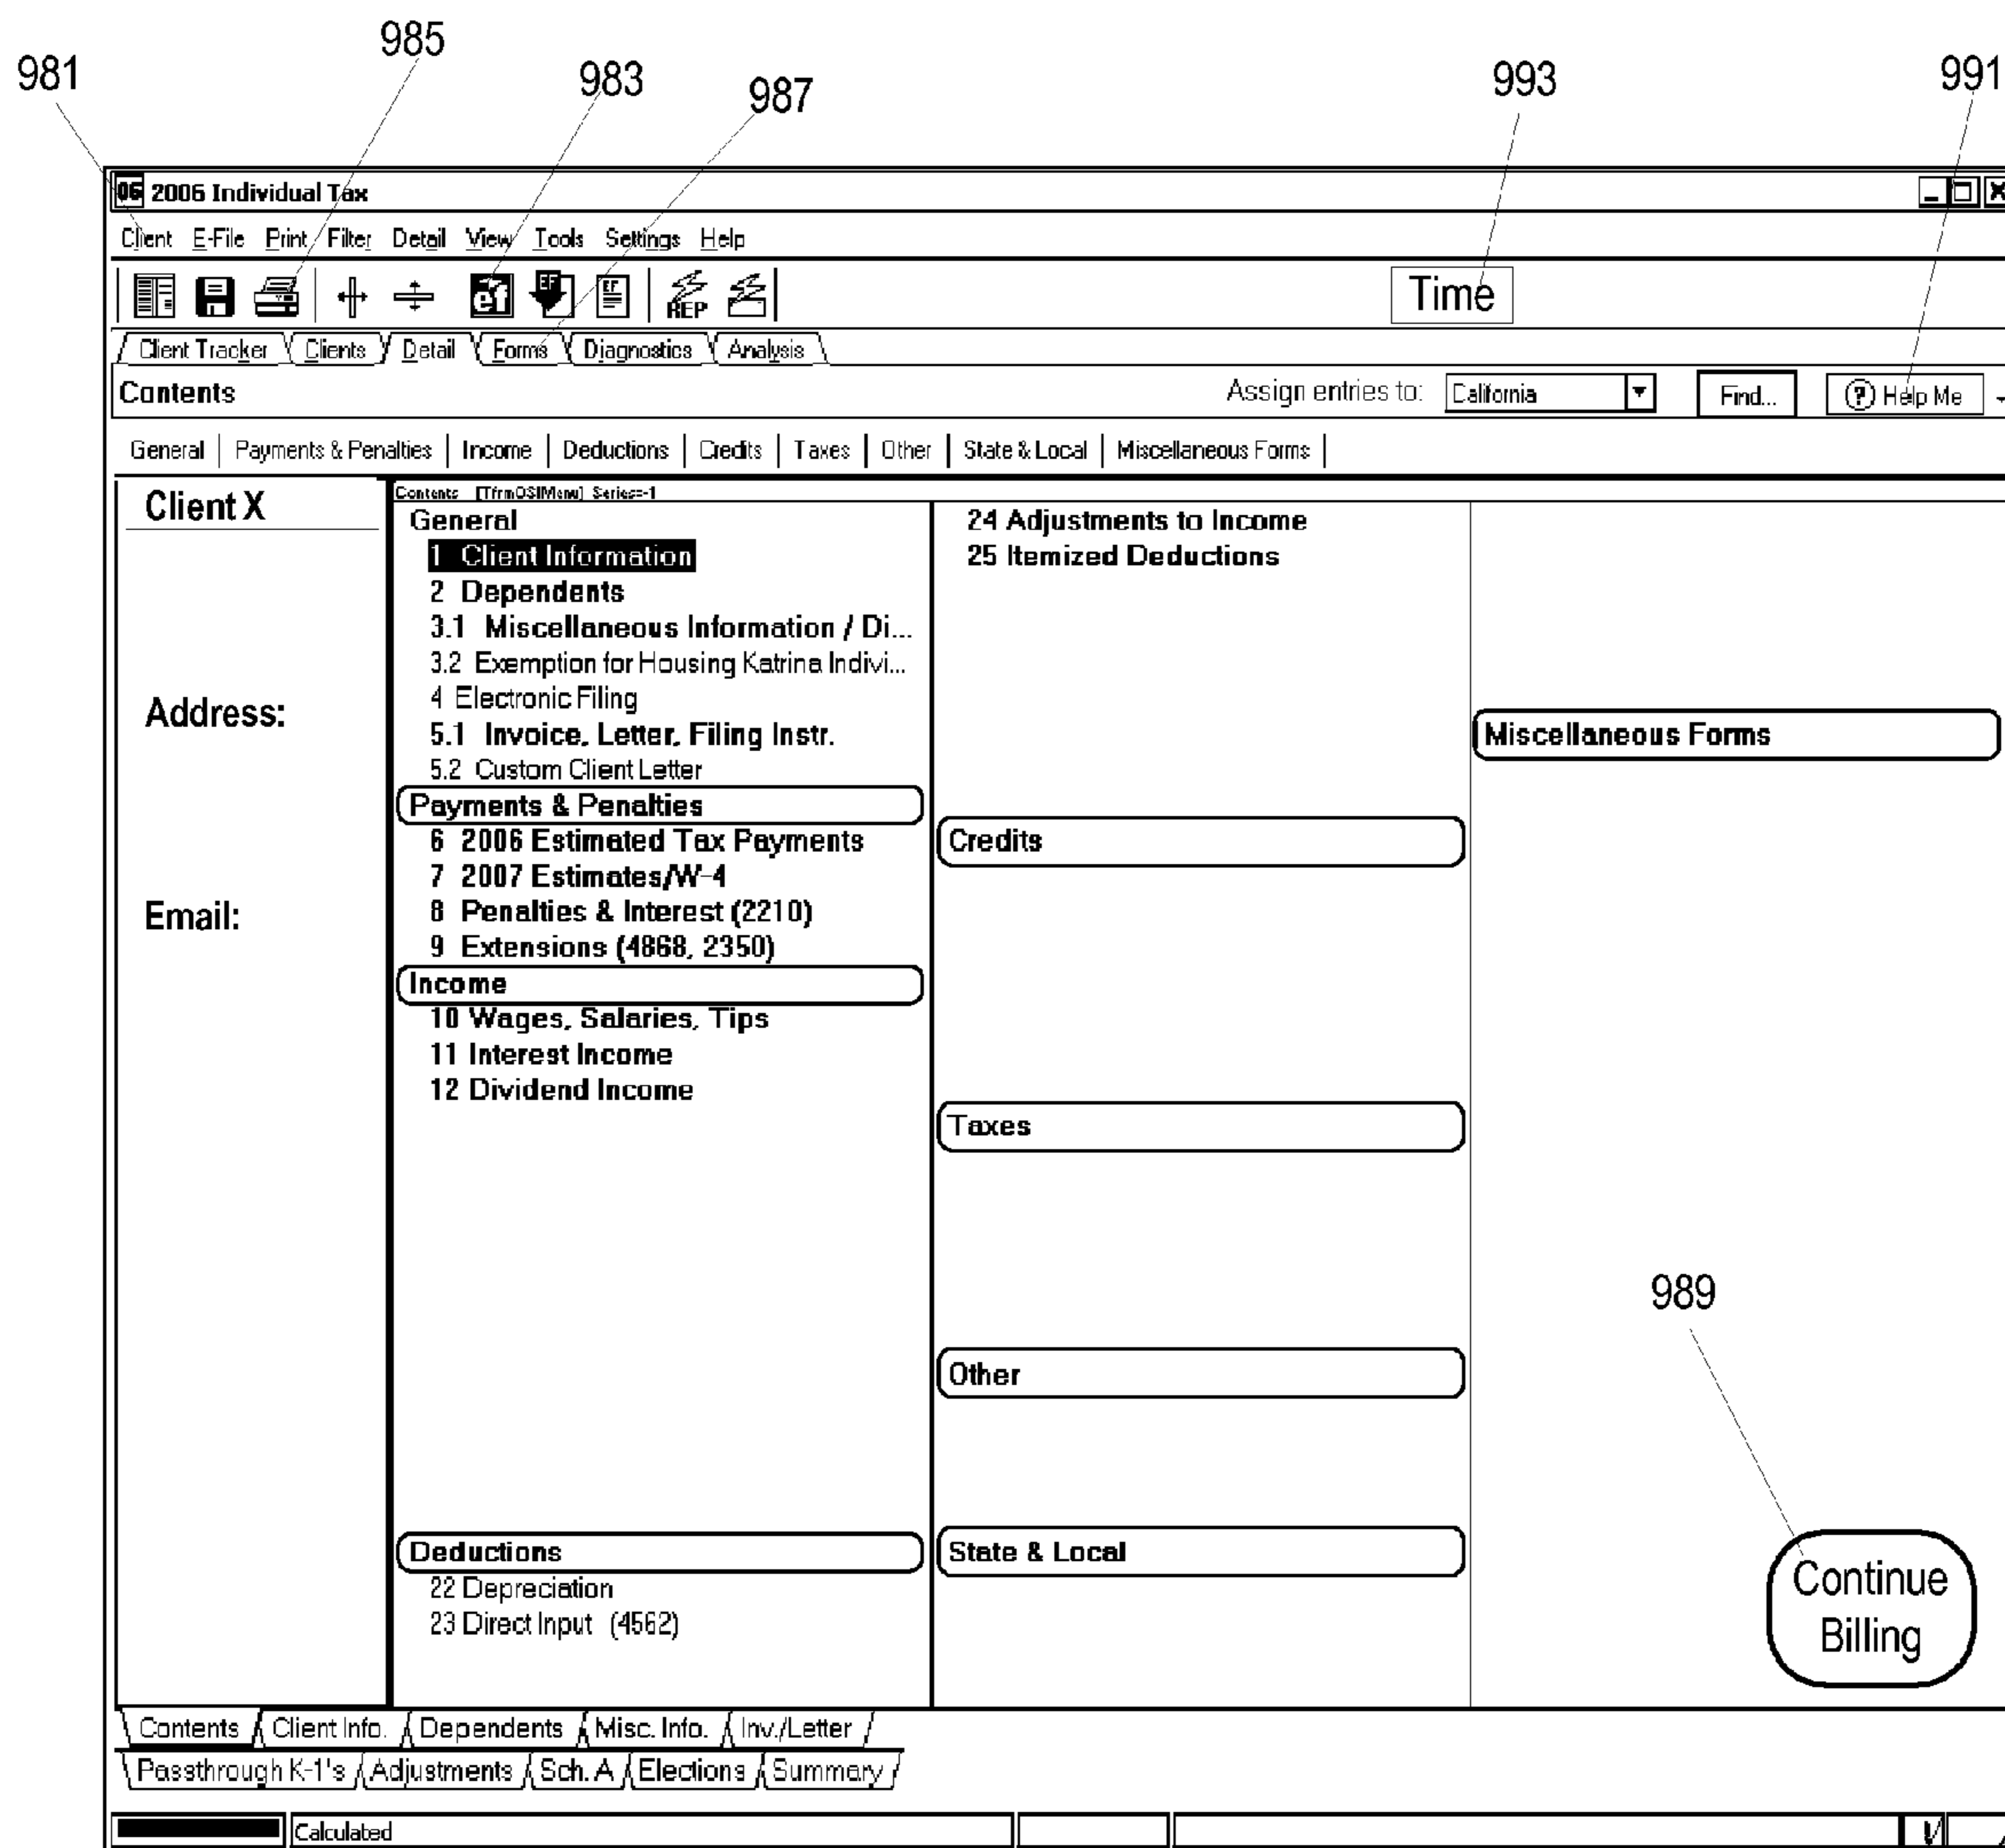 981
985
983
987
993
991
06 2006 Individual Tax
Client E-File Print Filter Detail View Tools Settings Help
ef EF EF REP
Time
Client Tracker Clients Detail Forms Diagnostics Analysis
Contents
Assign entries to: California Find... ? Help Me
General | Payments & Penalties | Income | Deductions | Credits | Taxes | Other | State & Local | Miscellaneous Forms |
Client X
Address:
Email:
Contents [TfrmOSIMenu] Series=-1
General
1 Client Information
2 Dependents
3.1 Miscellaneous Information / Di...
3.2 Exemption for Housing Katrina Indivi...
4 Electronic Filing
5.1 Invoice, Letter, Filing Instr.
5.2 Custom Client Letter
Payments & Penalties
6 2006 Estimated Tax Payments
7 2007 Estimates/W-4
8 Penalties & Interest (2210)
9 Extensions (4868, 2350)
Income
10 Wages, Salaries, Tips
11 Interest Income
12 Dividend Income
Deductions
22 Depreciation
23 Direct Input (4562)
24 Adjustments to Income
25 Itemized Deductions
Credits
Taxes
Other
State & Local
Miscellaneous Forms
989
Continue
Billing
Contents Client Info. Dependents Misc. Info. Inv./Letter
Passthrough K-1's Adjustments Sch. A Elections Summary
Calculated